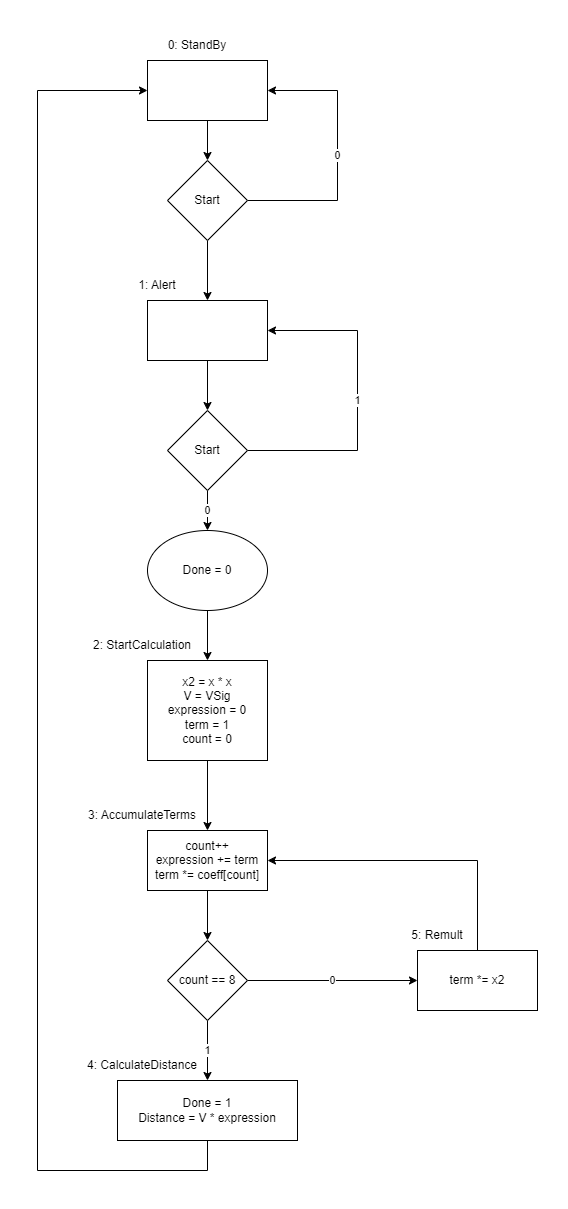 0: StandBy
0
Start
1: Alert
1
Start
0
Done = 0
2: StartCalculation
x2 = x * x
V = VSig
expression = 0
term = 1
count = 0
3: AccumulateTerms
count++
expression += term
term *= coeff[count]
5: Remult
count == 8
0
term *= x2
1
4: CalculateDistance
Done = 1
Distance = V * expression